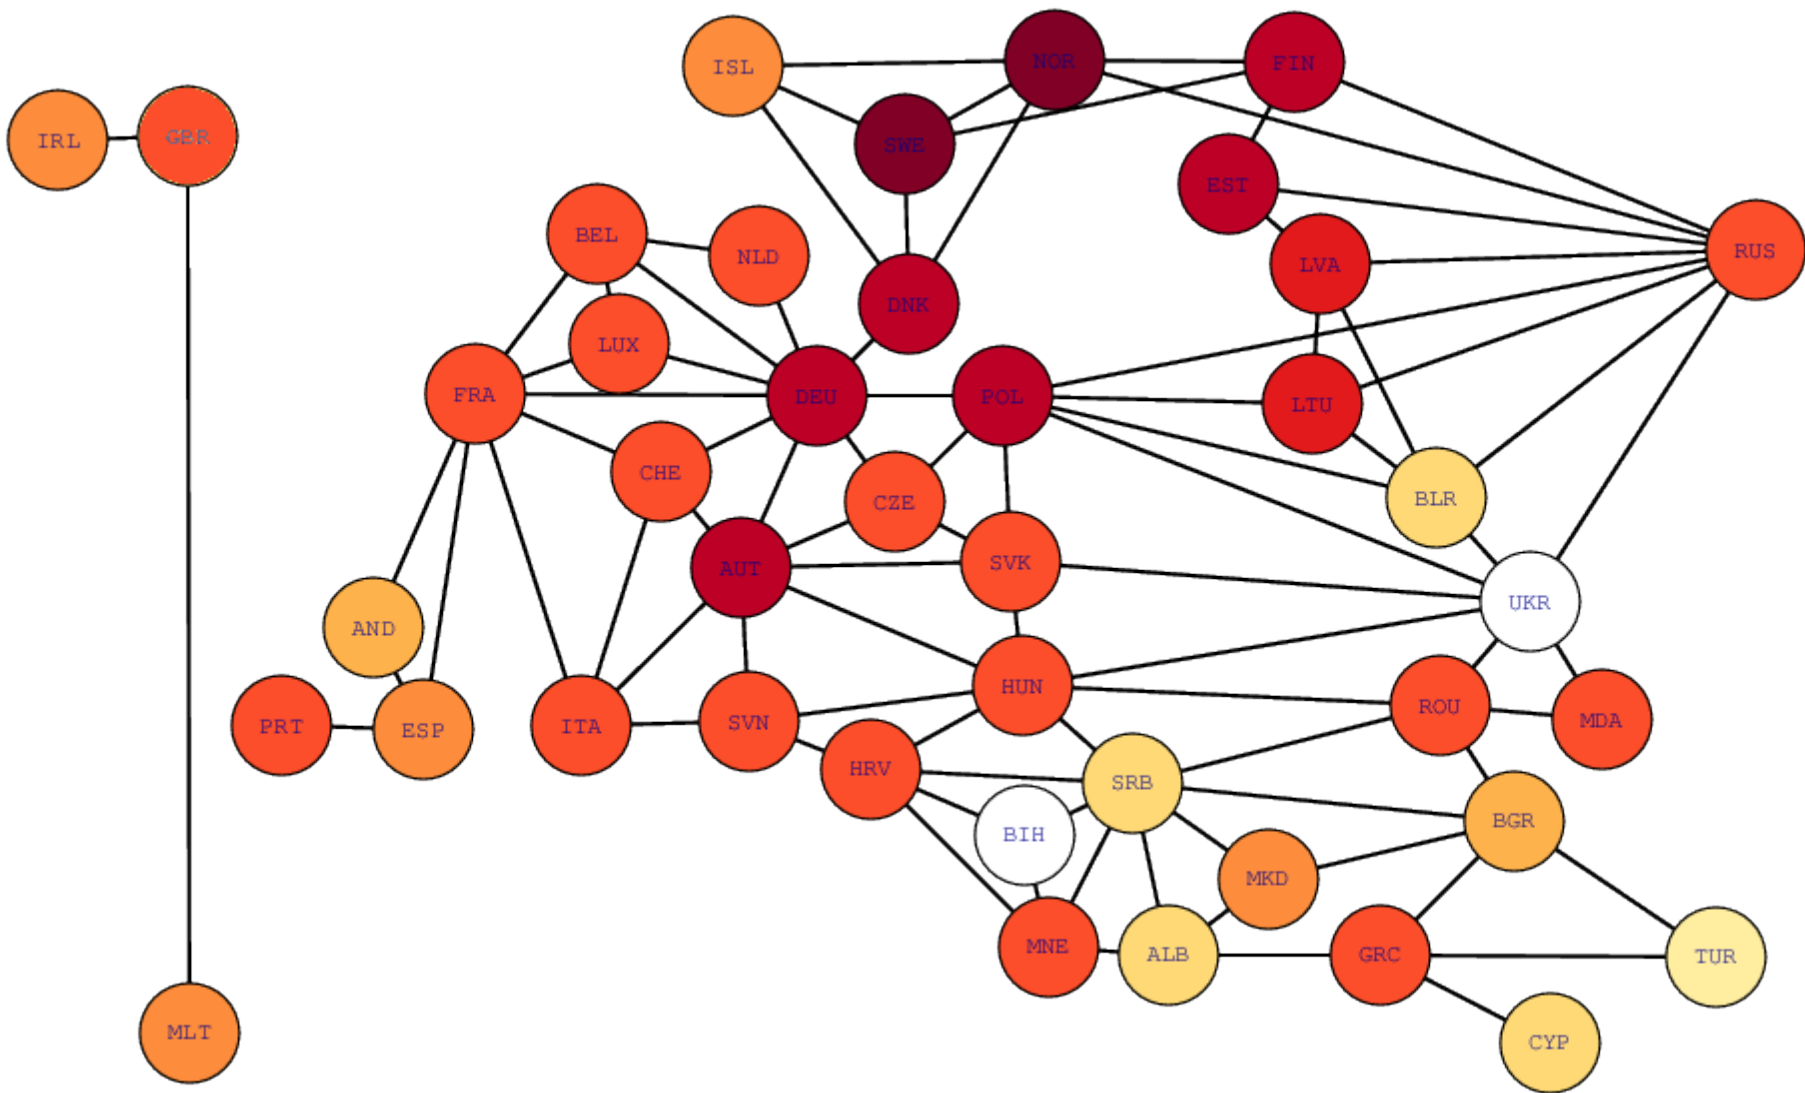 ISL
NOR
FIN
IRL
GBR
SWE
EST
BEL
NLD
RUS
LVA
DNK
LUX
FRA
DEU
POL
LTU
CHE
CZE
BLR
AUT
SVK
UKR
AND
HUN
PRT
ESP
ITA
SVN
ROU
MDA
HRV
SRB
BIH
BGR
MKD
MNE
ALB
GRC
TUR
MLT
CYP